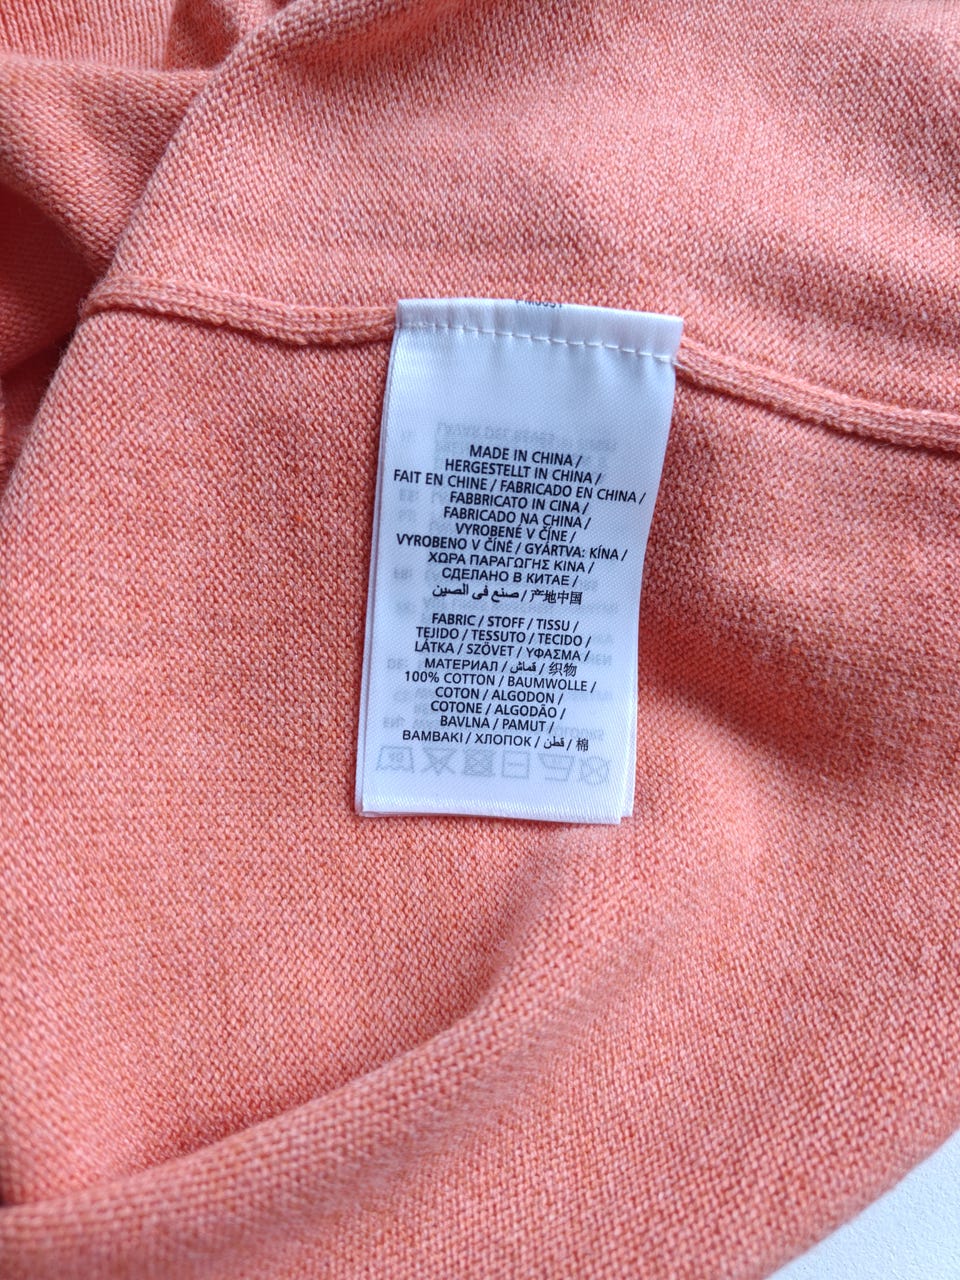 MADE IN CHINA /
HERGESTELLT IN CHINA /
FAIT EN CHINE / FABRICADO EN CHINA /
FABBRICATO IN CINA /
FABRICADO NA CHINA /
VYROBENÉ V ČÍNE /
VYROBENO V ČÍNĚ / GYÁRTVA: KÍNA /
ΧΩΡΑ ΠΑΡΑΓΩΓΗΣ ΚΙΝΑ /
СДЕЛАНО В КИТАЕ /
صنع في الصين / 产地中国
FABRIC / STOFF / TISSU /
TEJIDO / TESSUTO / TECIDO /
LÁTKA / SZÖVET / ΥΦΑΣΜΑ /
МАТЕРИАЛ / قماش / 织物
100% COTTON / BAUMWOLLE /
COTON / ALGODON /
COTONE / ALGODÃO /
BAVLNA / PAMUT /
ΒΑΜΒΑΚΙ / ХЛОПОК / قطن / 棉